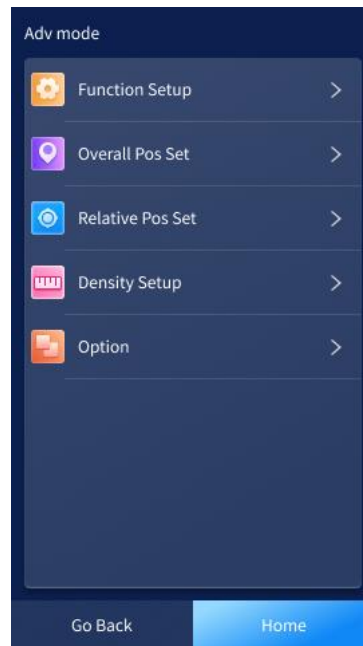 Adv mode
Function Setup
Overall Pos Set
Relative Pos Set
Density Setup
Option
Go Back
Home